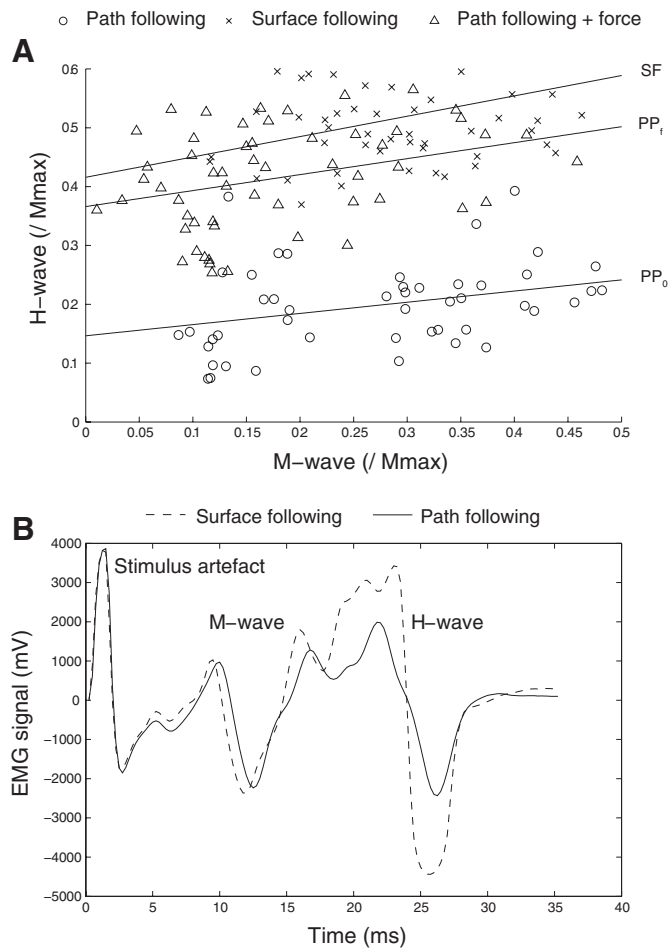 ○ Path following × Surface following △ Path following + force
A
0.6
0.5
0.4
0.3
0.2
0.1
0
H−wave (/ Mmax)
SF
PPf
PP0
0 0.05 0.1 0.15 0.2 0.25 0.3 0.35 0.4 0.45 0.5
M−wave (/ Mmax)
B
Surface following Path following
4000
3000
2000
1000
0
−1000
−2000
−3000
−4000
−5000
EMG signal (mV)
Stimulus artefact
M−wave
H−wave
0 5 10 15 20 25 30 35 40
Time (ms)